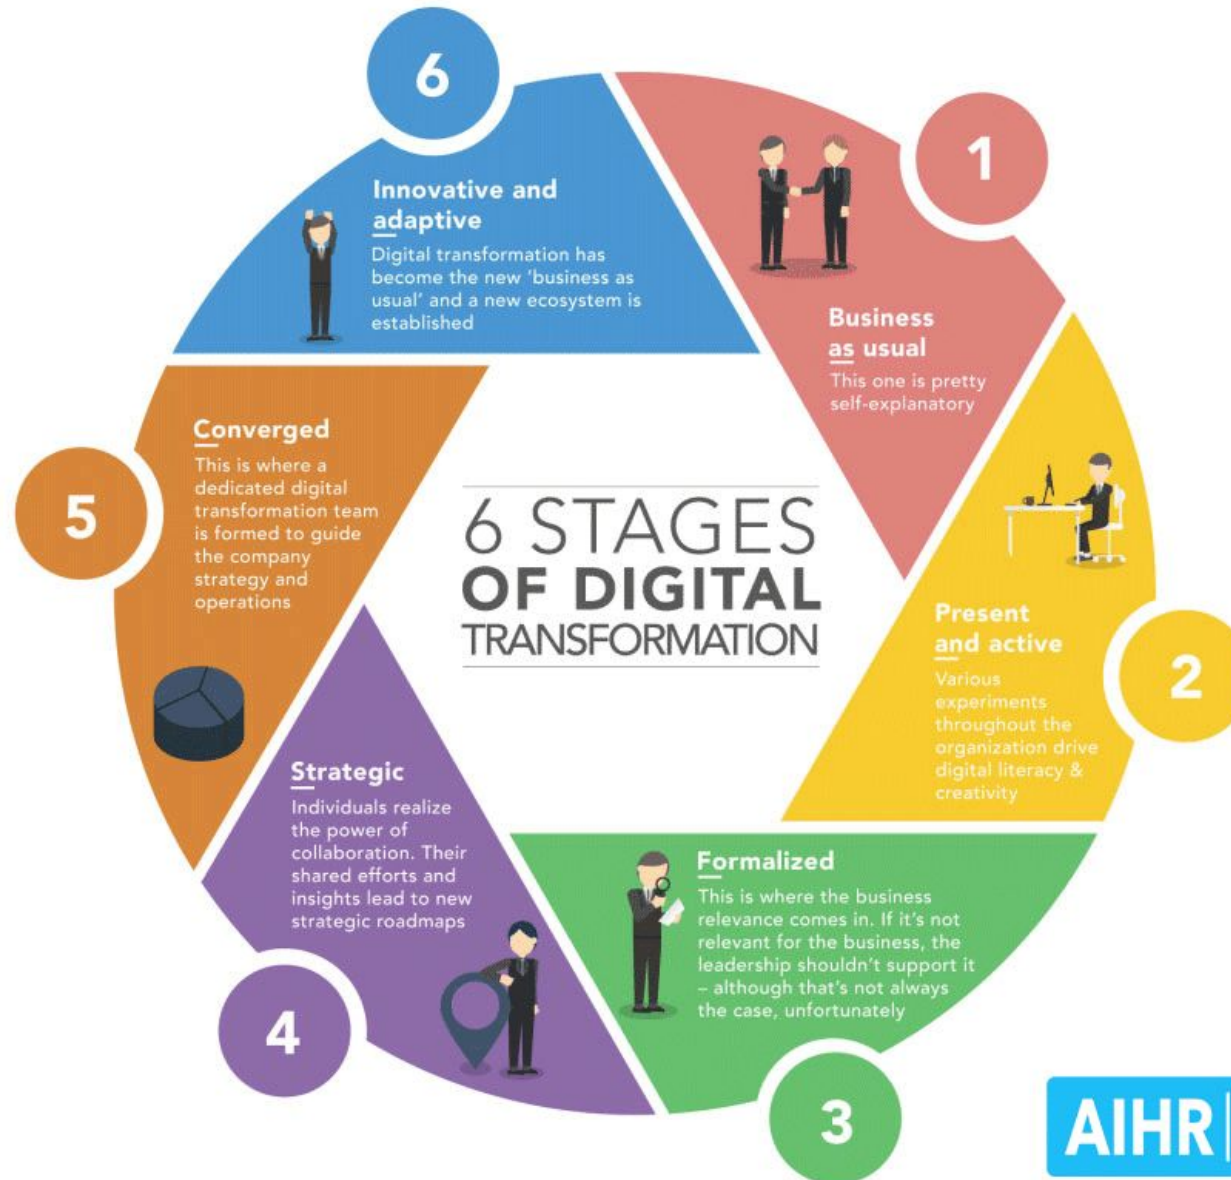 6 STAGES
OF DIGITAL
TRANSFORMATION
1
Business
as usual
This one is pretty
self-explanatory
2
Present
and active
Various
experiments
throughout the
organization drive
digital literacy &
creativity
3
Formalized
This is where the business
relevance comes in. If it's not
relevant for the business, the
leadership shouldn't support it
– although that's not always
the case, unfortunately
4
Strategic
Individuals realize
the power of
collaboration. Their
shared efforts and
insights lead to new
strategic roadmaps
5
Converged
This is where a
dedicated digital
transformation team
is formed to guide
the company
strategy and
operations
6
Innovative and
adaptive
Digital transformation has
become the new 'business as
usual' and a new ecosystem is
established
AIHR